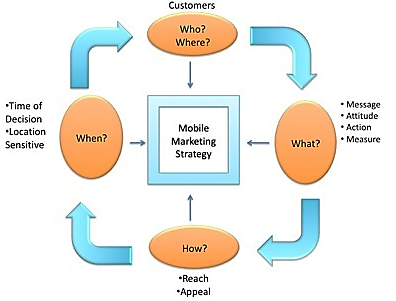 Customers
Who?
Where?
•Time of
Decision
•Location
Sensitive
When?
Mobile
Marketing
Strategy
What?
• Message
• Attitude
• Action
• Measure
How?
•Reach
•Appeal